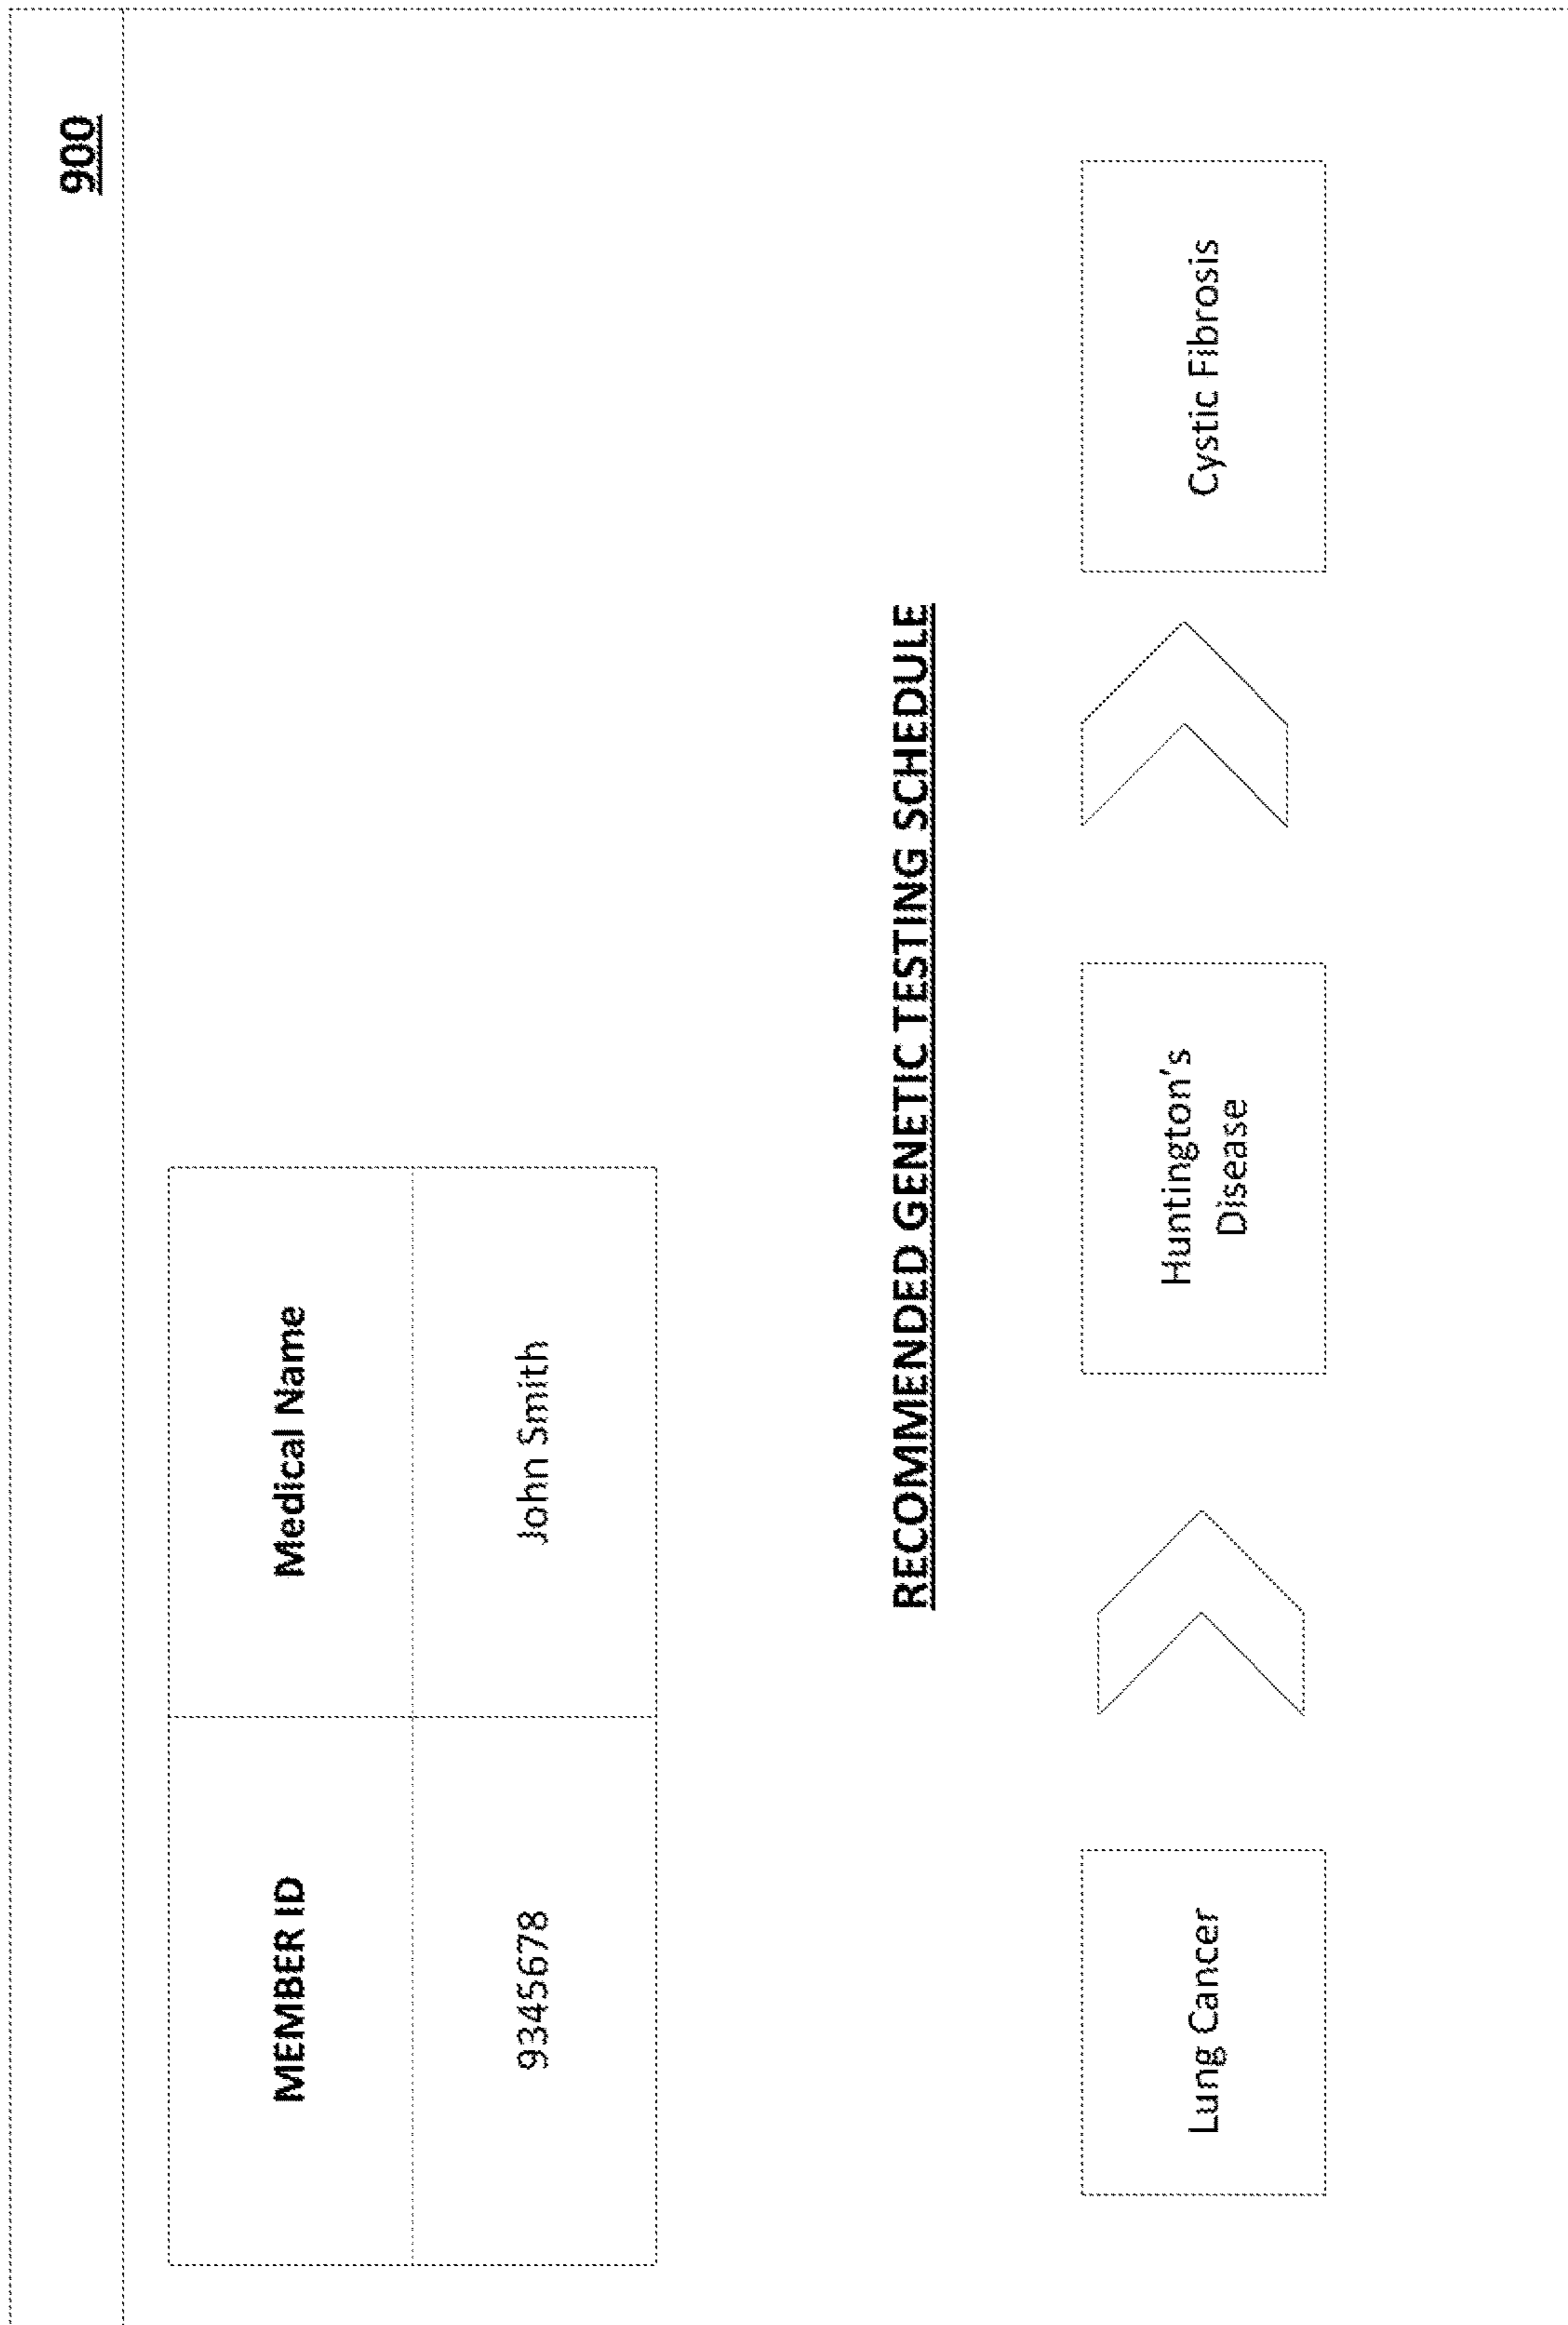 900
MEMBER ID
Medical Name
9345678
John Smith
RECOMMENDED GENETIC TESTING SCHEDULE
Lung Cancer
Huntington's
Disease
Cystic Fibrosis